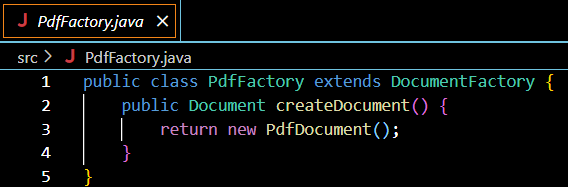 PdfFactory.java
src > PdfFactory.java
1 public class PdfFactory extends DocumentFactory {
2     public Document createDocument() {
3         return new PdfDocument();
4     }
5 }